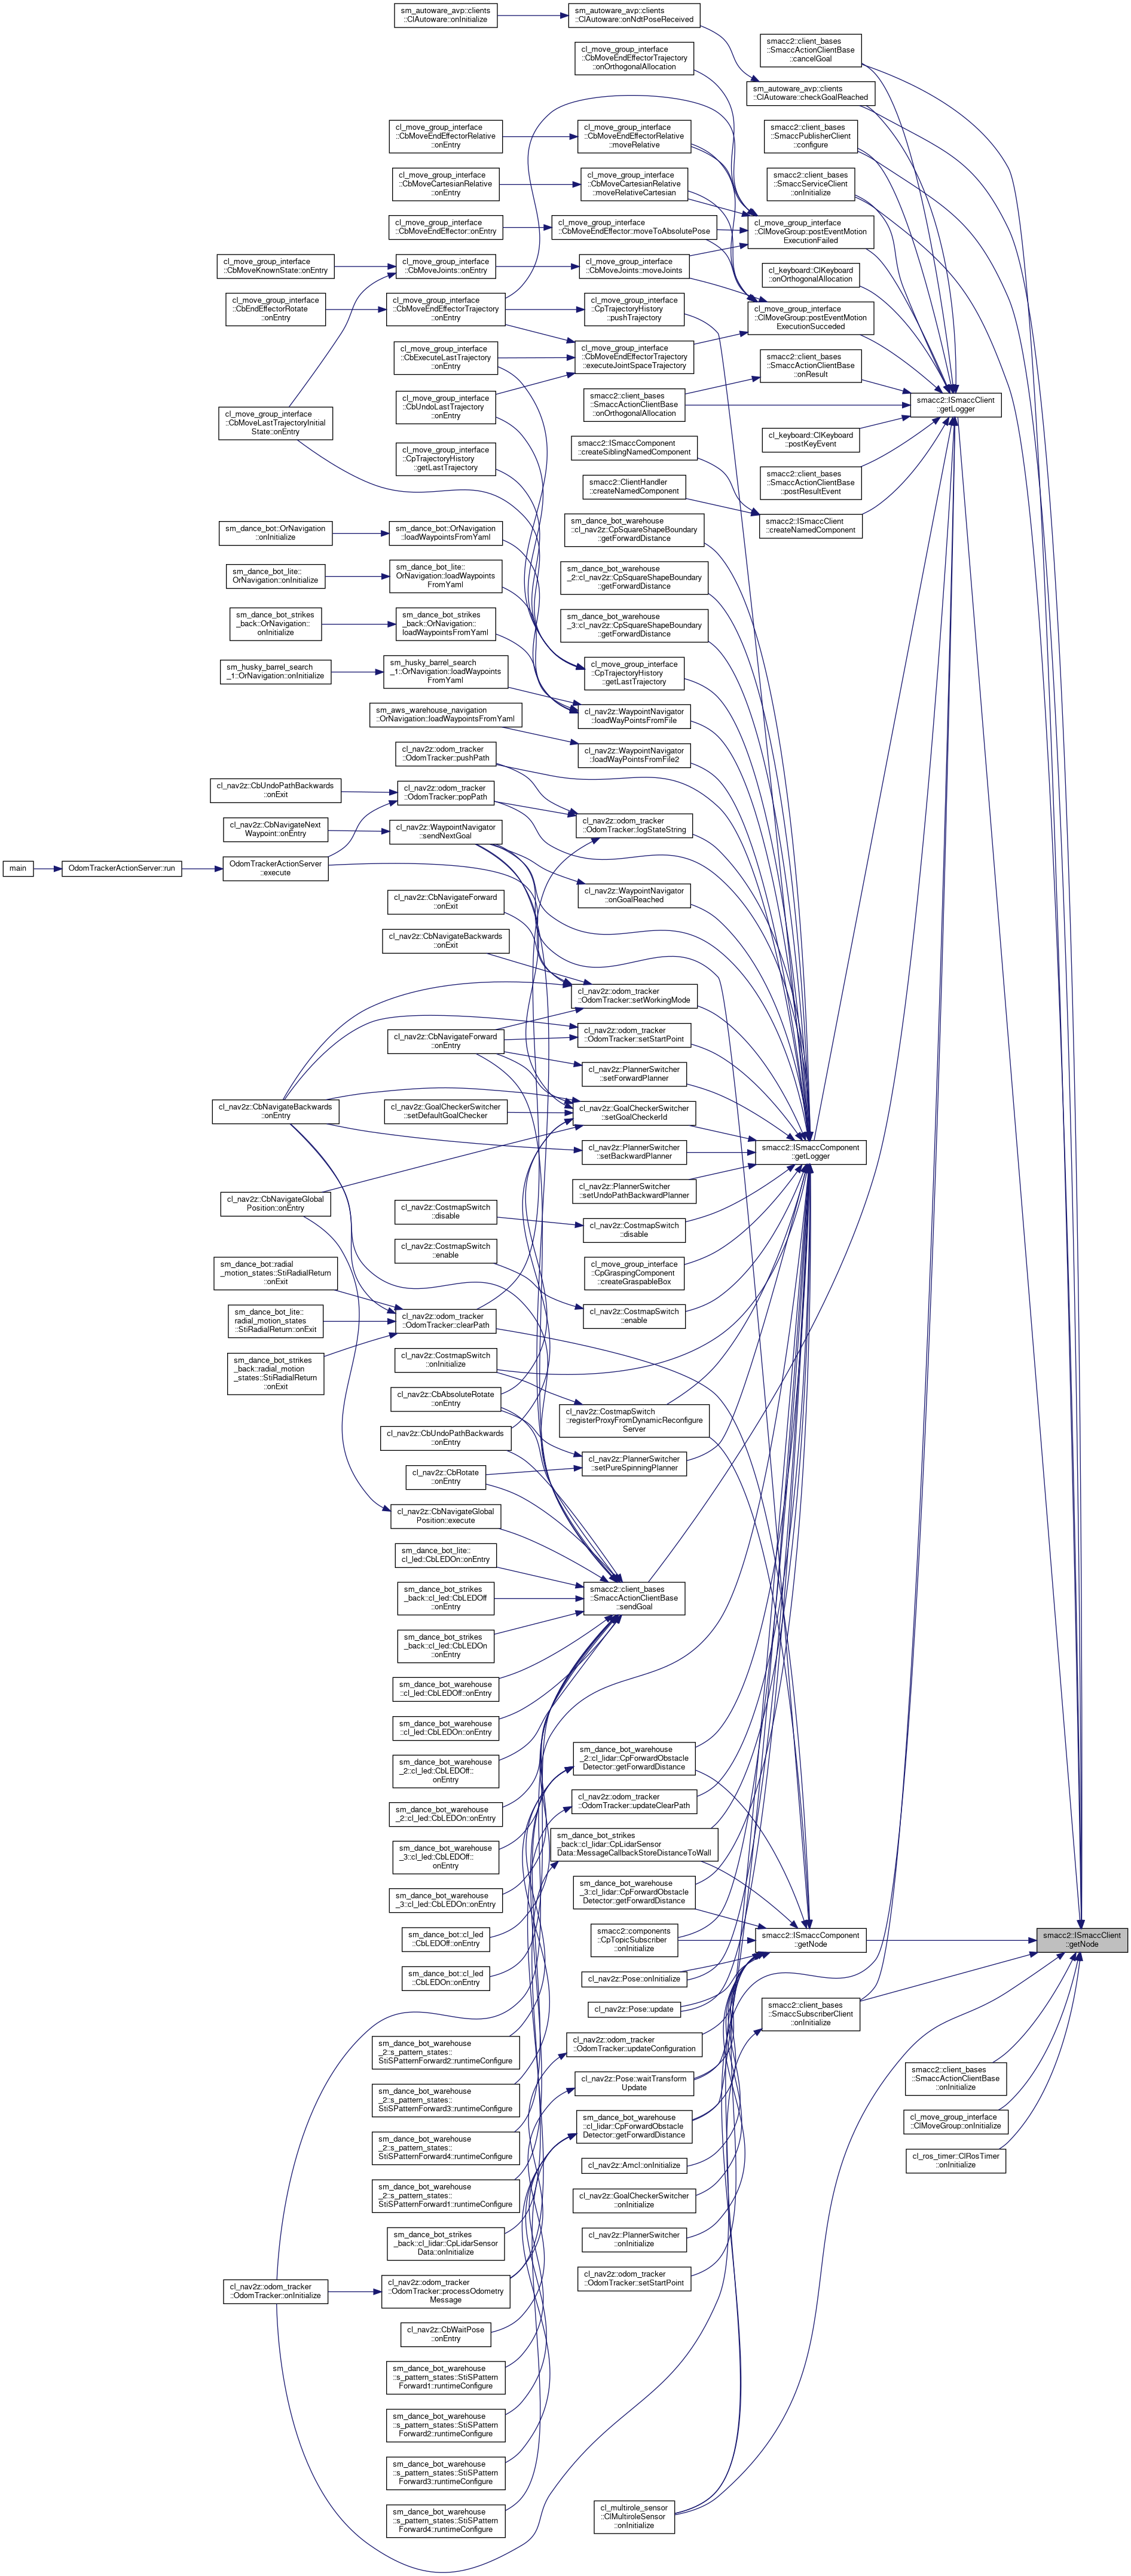 sm_autoware_avp::clients
::ClAutoware::onInitialize
sm_autoware_avp::clients
::ClAutoware::onNdtPoseReceived
smacc2::client_bases
::SmaccActionClientBase
::cancelGoal
cl_move_group_interface
::CbMoveEndEffectorTrajectory
::onOrthogonalAllocation
sm_autoware_avp::clients
::ClAutoware::checkGoalReached
cl_move_group_interface
::CbMoveEndEffectorRelative
::onEntry
cl_move_group_interface
::CbMoveEndEffectorRelative
::moveRelative
smacc2::client_bases
::SmaccPublisherClient
::configure
cl_move_group_interface
::CbMoveCartesianRelative
::onEntry
cl_move_group_interface
::CbMoveCartesianRelative
::moveRelativeCartesian
smacc2::client_bases
::SmaccServiceClient
::onInitialize
cl_move_group_interface
::CbMoveEndEffector::onEntry
cl_move_group_interface
::CbMoveEndEffector::moveToAbsolutePose
cl_move_group_interface
::ClMoveGroup::postEventMotion
ExecutionFailed
cl_move_group_interface
::CbMoveKnownState::onEntry
cl_move_group_interface
::CbMoveJoints::onEntry
cl_move_group_interface
::CbMoveJoints::moveJoints
cl_keyboard::ClKeyboard
::onOrthogonalAllocation
cl_move_group_interface
::CbEndEffectorRotate
::onEntry
cl_move_group_interface
::CbMoveEndEffectorTrajectory
::onEntry
cl_move_group_interface
::CpTrajectoryHistory
::pushTrajectory
cl_move_group_interface
::ClMoveGroup::postEventMotion
ExecutionSucceded
cl_move_group_interface
::CbExecuteLastTrajectory
::onEntry
cl_move_group_interface
::CbMoveEndEffectorTrajectory
::executeJointSpaceTrajectory
smacc2::client_bases
::SmaccActionClientBase
::onResult
cl_move_group_interface
::CbMoveLastTrajectoryInitial
State::onEntry
cl_move_group_interface
::CbUndoLastTrajectory
::onEntry
smacc2::client_bases
::SmaccActionClientBase
::onOrthogonalAllocation
smacc2::ISmaccClient
::getLogger
cl_move_group_interface
::CpTrajectoryHistory
::getLastTrajectory
smacc2::ISmaccComponent
::createSiblingNamedComponent
cl_keyboard::ClKeyboard
::postKeyEvent
smacc2::ClientHandler
::createNamedComponent
smacc2::client_bases
::SmaccActionClientBase
::postResultEvent
sm_dance_bot::OrNavigation
::onInitialize
sm_dance_bot::OrNavigation
::loadWaypointsFromYaml
sm_dance_bot_warehouse
::cl_nav2z::CpSquareShapeBoundary
::getForwardDistance
smacc2::ISmaccClient
::createNamedComponent
sm_dance_bot_lite::
OrNavigation::onInitialize
sm_dance_bot_lite::
OrNavigation::loadWaypoints
FromYaml
sm_dance_bot_warehouse
_2::cl_nav2z::CpSquareShapeBoundary
::getForwardDistance
sm_dance_bot_strikes
_back::OrNavigation::
onInitialize
sm_dance_bot_strikes
_back::OrNavigation::
loadWaypointsFromYaml
sm_dance_bot_warehouse
_3::cl_nav2z::CpSquareShapeBoundary
::getForwardDistance
sm_husky_barrel_search
_1::OrNavigation::onInitialize
sm_husky_barrel_search
_1::OrNavigation::loadWaypoints
FromYaml
cl_move_group_interface
::CpTrajectoryHistory
::getLastTrajectory
sm_aws_warehouse_navigation
::OrNavigation::loadWaypointsFromYaml
cl_nav2z::WaypointNavigator
::loadWayPointsFromFile
cl_nav2z::odom_tracker
::OdomTracker::pushPath
cl_nav2z::WaypointNavigator
::loadWayPointsFromFile2
cl_nav2z::CbUndoPathBackwards
::onExit
cl_nav2z::odom_tracker
::OdomTracker::popPath
cl_nav2z::CbNavigateNext
Waypoint::onEntry
cl_nav2z::WaypointNavigator
::sendNextGoal
cl_nav2z::odom_tracker
::OdomTracker::logStateString
main
OdomTrackerActionServer::run
OdomTrackerActionServer
::execute
cl_nav2z::CbNavigateForward
::onExit
cl_nav2z::WaypointNavigator
::onGoalReached
cl_nav2z::CbNavigateBackwards
::onExit
cl_nav2z::odom_tracker
::OdomTracker::setWorkingMode
cl_nav2z::CbNavigateForward
::onEntry
cl_nav2z::odom_tracker
::OdomTracker::setStartPoint
cl_nav2z::PlannerSwitcher
::setForwardPlanner
cl_nav2z::CbNavigateBackwards
::onEntry
cl_nav2z::GoalCheckerSwitcher
::setDefaultGoalChecker
cl_nav2z::GoalCheckerSwitcher
::setGoalCheckerId
cl_nav2z::PlannerSwitcher
::setBackwardPlanner
smacc2::ISmaccComponent
::getLogger
cl_nav2z::PlannerSwitcher
::setUndoPathBackwardPlanner
cl_nav2z::CbNavigateGlobal
Position::onEntry
cl_nav2z::CostmapSwitch
::disable
cl_nav2z::CostmapSwitch
::disable
cl_nav2z::CostmapSwitch
::enable
cl_move_group_interface
::CpGraspingComponent
::createGraspableBox
sm_dance_bot::radial
_motion_states::StiRadialReturn
::onExit
sm_dance_bot_lite::
radial_motion_states
::StiRadialReturn::onExit
cl_nav2z::odom_tracker
::OdomTracker::clearPath
cl_nav2z::CostmapSwitch
::enable
sm_dance_bot_strikes
_back::radial_motion
_states::StiRadialReturn
::onExit
cl_nav2z::CostmapSwitch
::onInitialize
cl_nav2z::CbAbsoluteRotate
::onEntry
cl_nav2z::CostmapSwitch
::registerProxyFromDynamicReconfigure
Server
cl_nav2z::CbUndoPathBackwards
::onEntry
cl_nav2z::CbRotate
::onEntry
cl_nav2z::PlannerSwitcher
::setPureSpinningPlanner
cl_nav2z::CbNavigateGlobal
Position::execute
sm_dance_bot_lite::
cl_led::CbLEDOn::onEntry
sm_dance_bot_strikes
_back::cl_led::CbLEDOff
::onEntry
smacc2::client_bases
::SmaccActionClientBase
::sendGoal
sm_dance_bot_strikes
_back::cl_led::CbLEDOn
::onEntry
sm_dance_bot_warehouse
::cl_led::CbLEDOff::onEntry
sm_dance_bot_warehouse
::cl_led::CbLEDOn::onEntry
sm_dance_bot_warehouse
_2::cl_led::CbLEDOff::
onEntry
sm_dance_bot_warehouse
_2::cl_lidar::CpForwardObstacle
Detector::getForwardDistance
sm_dance_bot_warehouse
_2::cl_led::CbLEDOn::onEntry
cl_nav2z::odom_tracker
::OdomTracker::updateClearPath
sm_dance_bot_warehouse
_3::cl_led::CbLEDOff::
onEntry
sm_dance_bot_strikes
_back::cl_lidar::CpLidarSensor
Data::MessageCallbackStoreDistanceToWall
sm_dance_bot_warehouse
_3::cl_led::CbLEDOn::onEntry
sm_dance_bot_warehouse
_3::cl_lidar::CpForwardObstacle
Detector::getForwardDistance
sm_dance_bot::cl_led
::CbLEDOff::onEntry
smacc2::components
::CpTopicSubscriber
::onInitialize
smacc2::ISmaccComponent
::getNode
smacc2::ISmaccClient
::getNode
sm_dance_bot::cl_led
::CbLEDOn::onEntry
cl_nav2z::Pose::onInitialize
cl_nav2z::Pose::update
smacc2::client_bases
::SmaccSubscriberClient
::onInitialize
sm_dance_bot_warehouse
_2::s_pattern_states::
StiSPatternForward2::runtimeConfigure
cl_nav2z::odom_tracker
::OdomTracker::updateConfiguration
smacc2::client_bases
::SmaccActionClientBase
::onInitialize
sm_dance_bot_warehouse
_2::s_pattern_states::
StiSPatternForward3::runtimeConfigure
cl_nav2z::Pose::waitTransform
Update
cl_move_group_interface
::ClMoveGroup::onInitialize
sm_dance_bot_warehouse
_2::s_pattern_states::
StiSPatternForward4::runtimeConfigure
sm_dance_bot_warehouse
::cl_lidar::CpForwardObstacle
Detector::getForwardDistance
cl_ros_timer::ClRosTimer
::onInitialize
sm_dance_bot_warehouse
_2::s_pattern_states::
StiSPatternForward1::runtimeConfigure
cl_nav2z::Amcl::onInitialize
cl_nav2z::GoalCheckerSwitcher
::onInitialize
sm_dance_bot_strikes
_back::cl_lidar::CpLidarSensor
Data::onInitialize
cl_nav2z::PlannerSwitcher
::onInitialize
cl_nav2z::odom_tracker
::OdomTracker::onInitialize
cl_nav2z::odom_tracker
::OdomTracker::processOdometry
Message
cl_nav2z::odom_tracker
::OdomTracker::setStartPoint
cl_nav2z::CbWaitPose
::onEntry
sm_dance_bot_warehouse
::s_pattern_states::StiSPattern
Forward1::runtimeConfigure
sm_dance_bot_warehouse
::s_pattern_states::StiSPattern
Forward2::runtimeConfigure
sm_dance_bot_warehouse
::s_pattern_states::StiSPattern
Forward3::runtimeConfigure
sm_dance_bot_warehouse
::s_pattern_states::StiSPattern
Forward4::runtimeConfigure
cl_multirole_sensor
::ClMultiroleSensor
::onInitialize